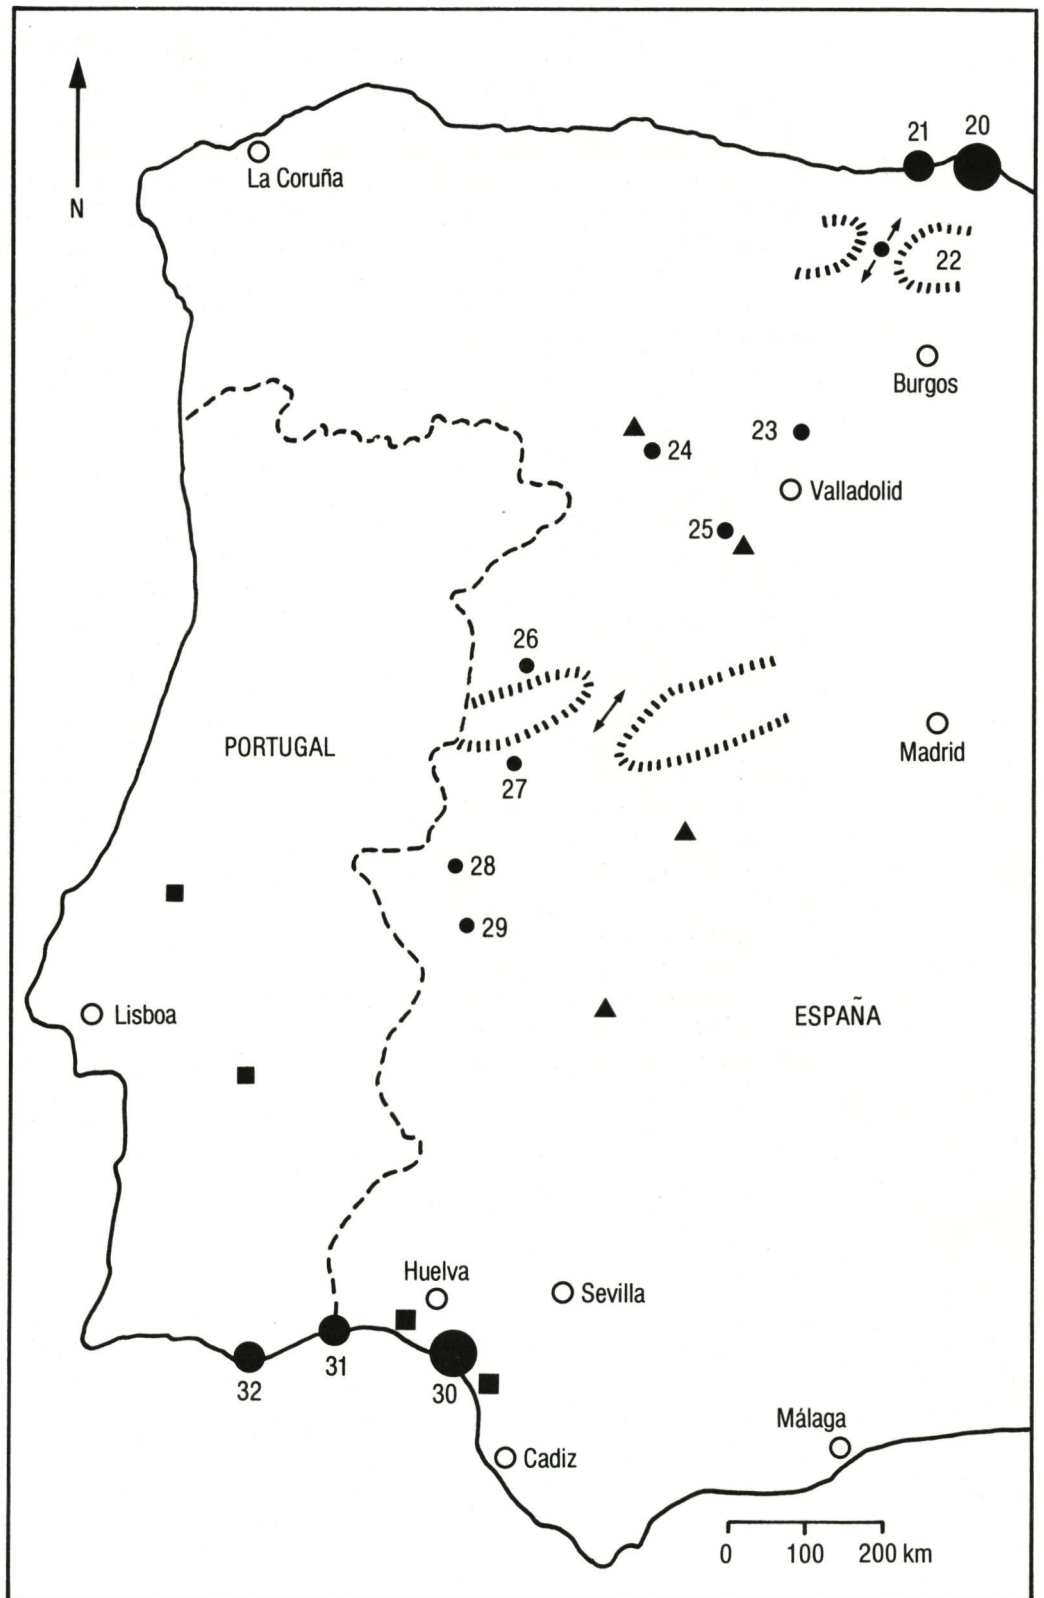 21 20
La Coruña
N
22
Burgos
23
24
Valladolid
25
26
PORTUGAL
Madrid
27
28
29
Lisboa
ESPAÑA
Huelva
Sevilla
31
32
30
Málaga
Cadiz
0 100 200 km